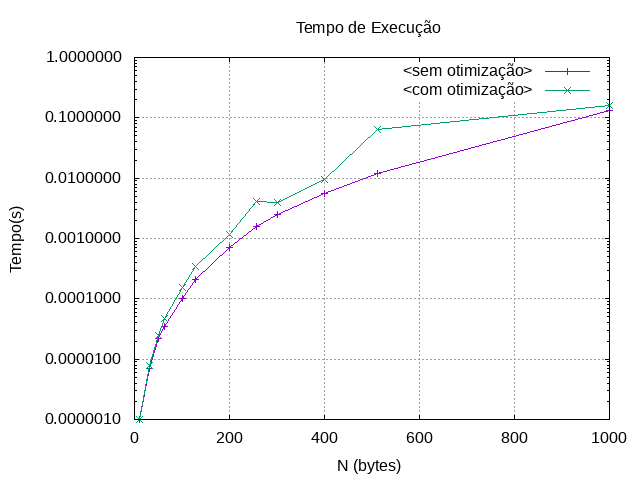 Tempo de Execução
1.0000000
0.1000000
0.0100000
0.0010000
0.0001000
0.0000100
0.0000010
Tempo(s)
<sem otimização>
<com otimização>
0 200 400 600 800 1000
N (bytes)